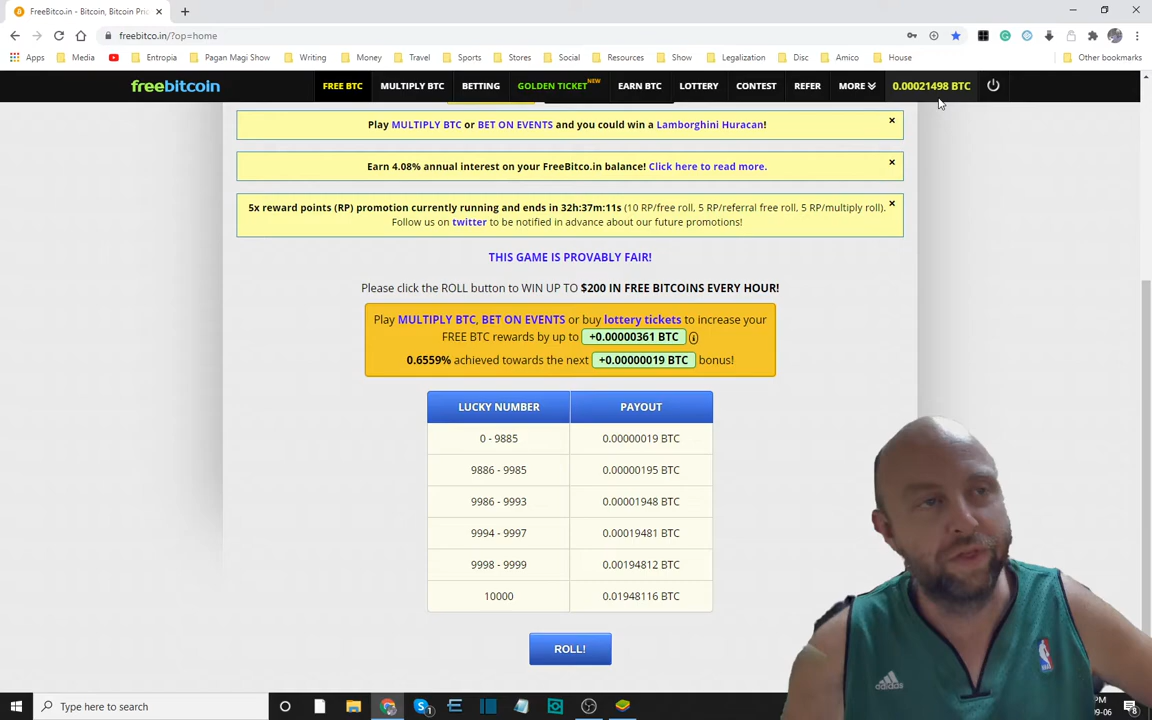 FreeBitco.in - Bitcoin, Bitcoin Pric
freebitco.in/?op=home
Apps Media Entropia Pagan Magi Show Writing Money Travel Sports Stores Social Resources Legalization Disc Amico House Other bookmarks
freebitcoin FREE BTC MULTIPLY BTC BETTING GOLDEN TICKET NEW EARN BTC LOTTERY CONTEST REFER MORE 0.00021498 BTC
Play MULTIPLY BTC or BET ON EVENTS and you could win a Lamborghini Huracan!
Earn 4.08% annual interest on your FreeBitco.in balance! Click here to read more.
5x reward points (RP) promotion currently running and ends in 32h:37m:11s (10 RP/free roll, 5 RP/referral free roll, 5 RP/multiply roll).
Follow us on twitter to be notified in advance about our future promotions!
THIS GAME IS PROVABLY FAIR!
Please click the ROLL button to WIN UP TO $200 IN FREE BITCOINS EVERY HOUR!
Play MULTIPLY BTC, BET ON EVENTS or buy lottery tickets to increase your
FREE BTC rewards by up to +0.00000361 BTC
0.6559% achieved towards the next +0.00000019 BTC bonus!
LUCKY NUMBER PAYOUT
0 - 9885 0.00000019 BTC
9886 - 9985 0.00000195 BTC
9986 - 9993 0.00001948 BTC
9994 - 9997 0.00019481 BTC
9998 - 9999 0.00194812 BTC
10000 0.01948116 BTC
ROLL!
adidas
Type here to search
PM
09-06